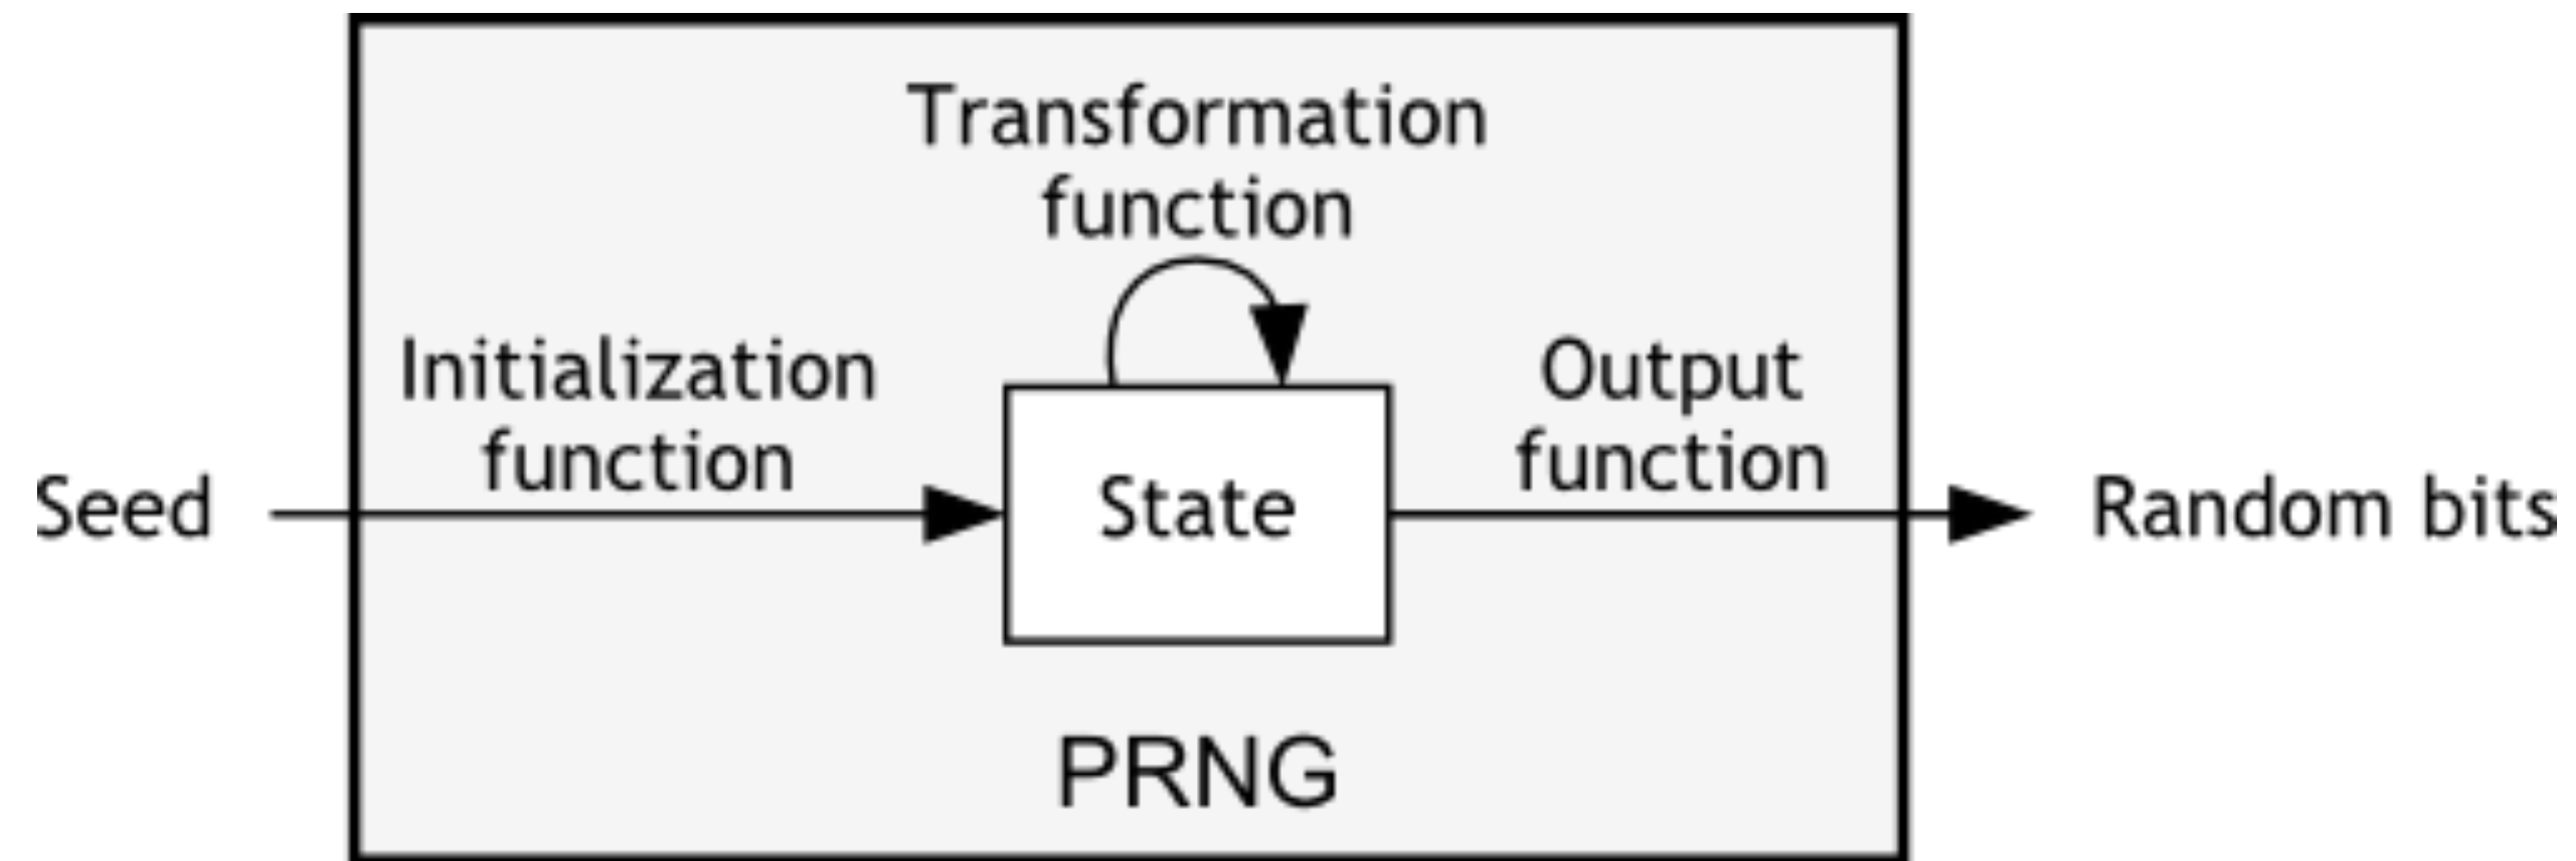 Transformation
function
Initialization
function
Output
function
Seed
State
Random bits
PRNG